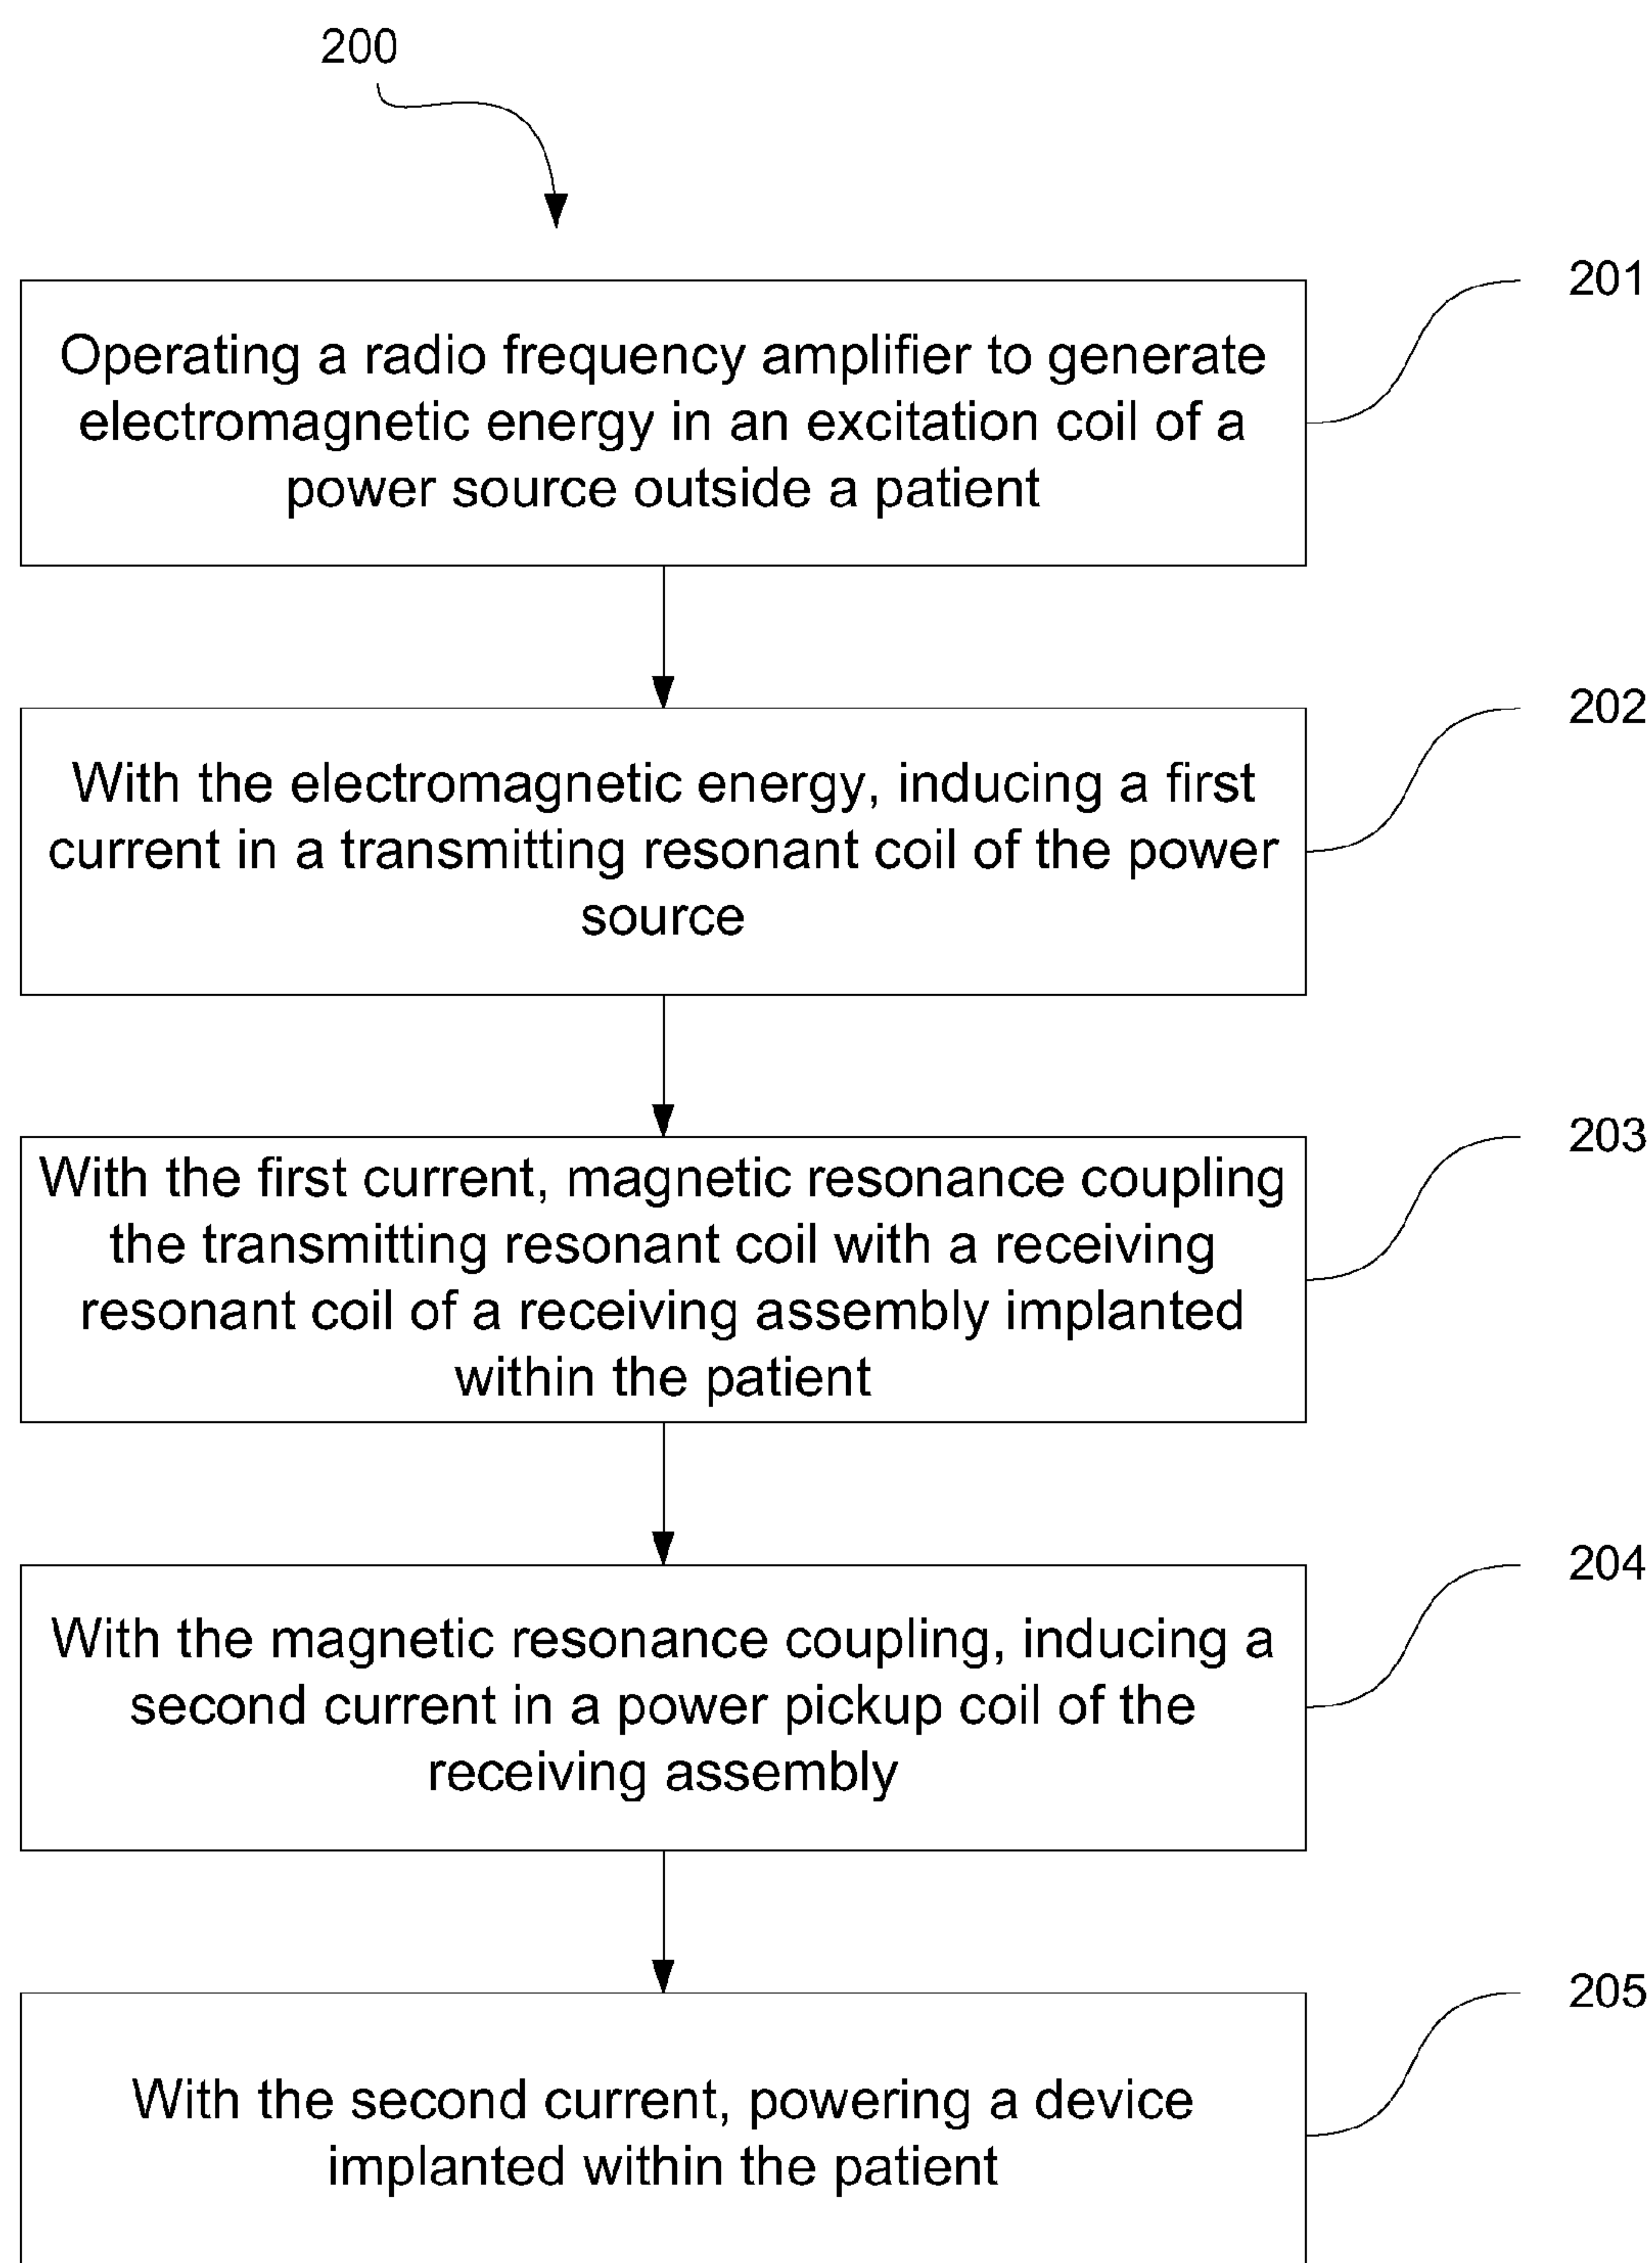 200
201
Operating a radio frequency amplifier to generate
electromagnetic energy in an excitation coil of a
power source outside a patient
202
With the electromagnetic energy, inducing a first
current in a transmitting resonant coil of the power
source
203
With the first current, magnetic resonance coupling
the transmitting resonant coil with a receiving
resonant coil of a receiving assembly implanted
within the patient
204
With the magnetic resonance coupling, inducing a
second current in a power pickup coil of the
receiving assembly
205
With the second current, powering a device
implanted within the patient